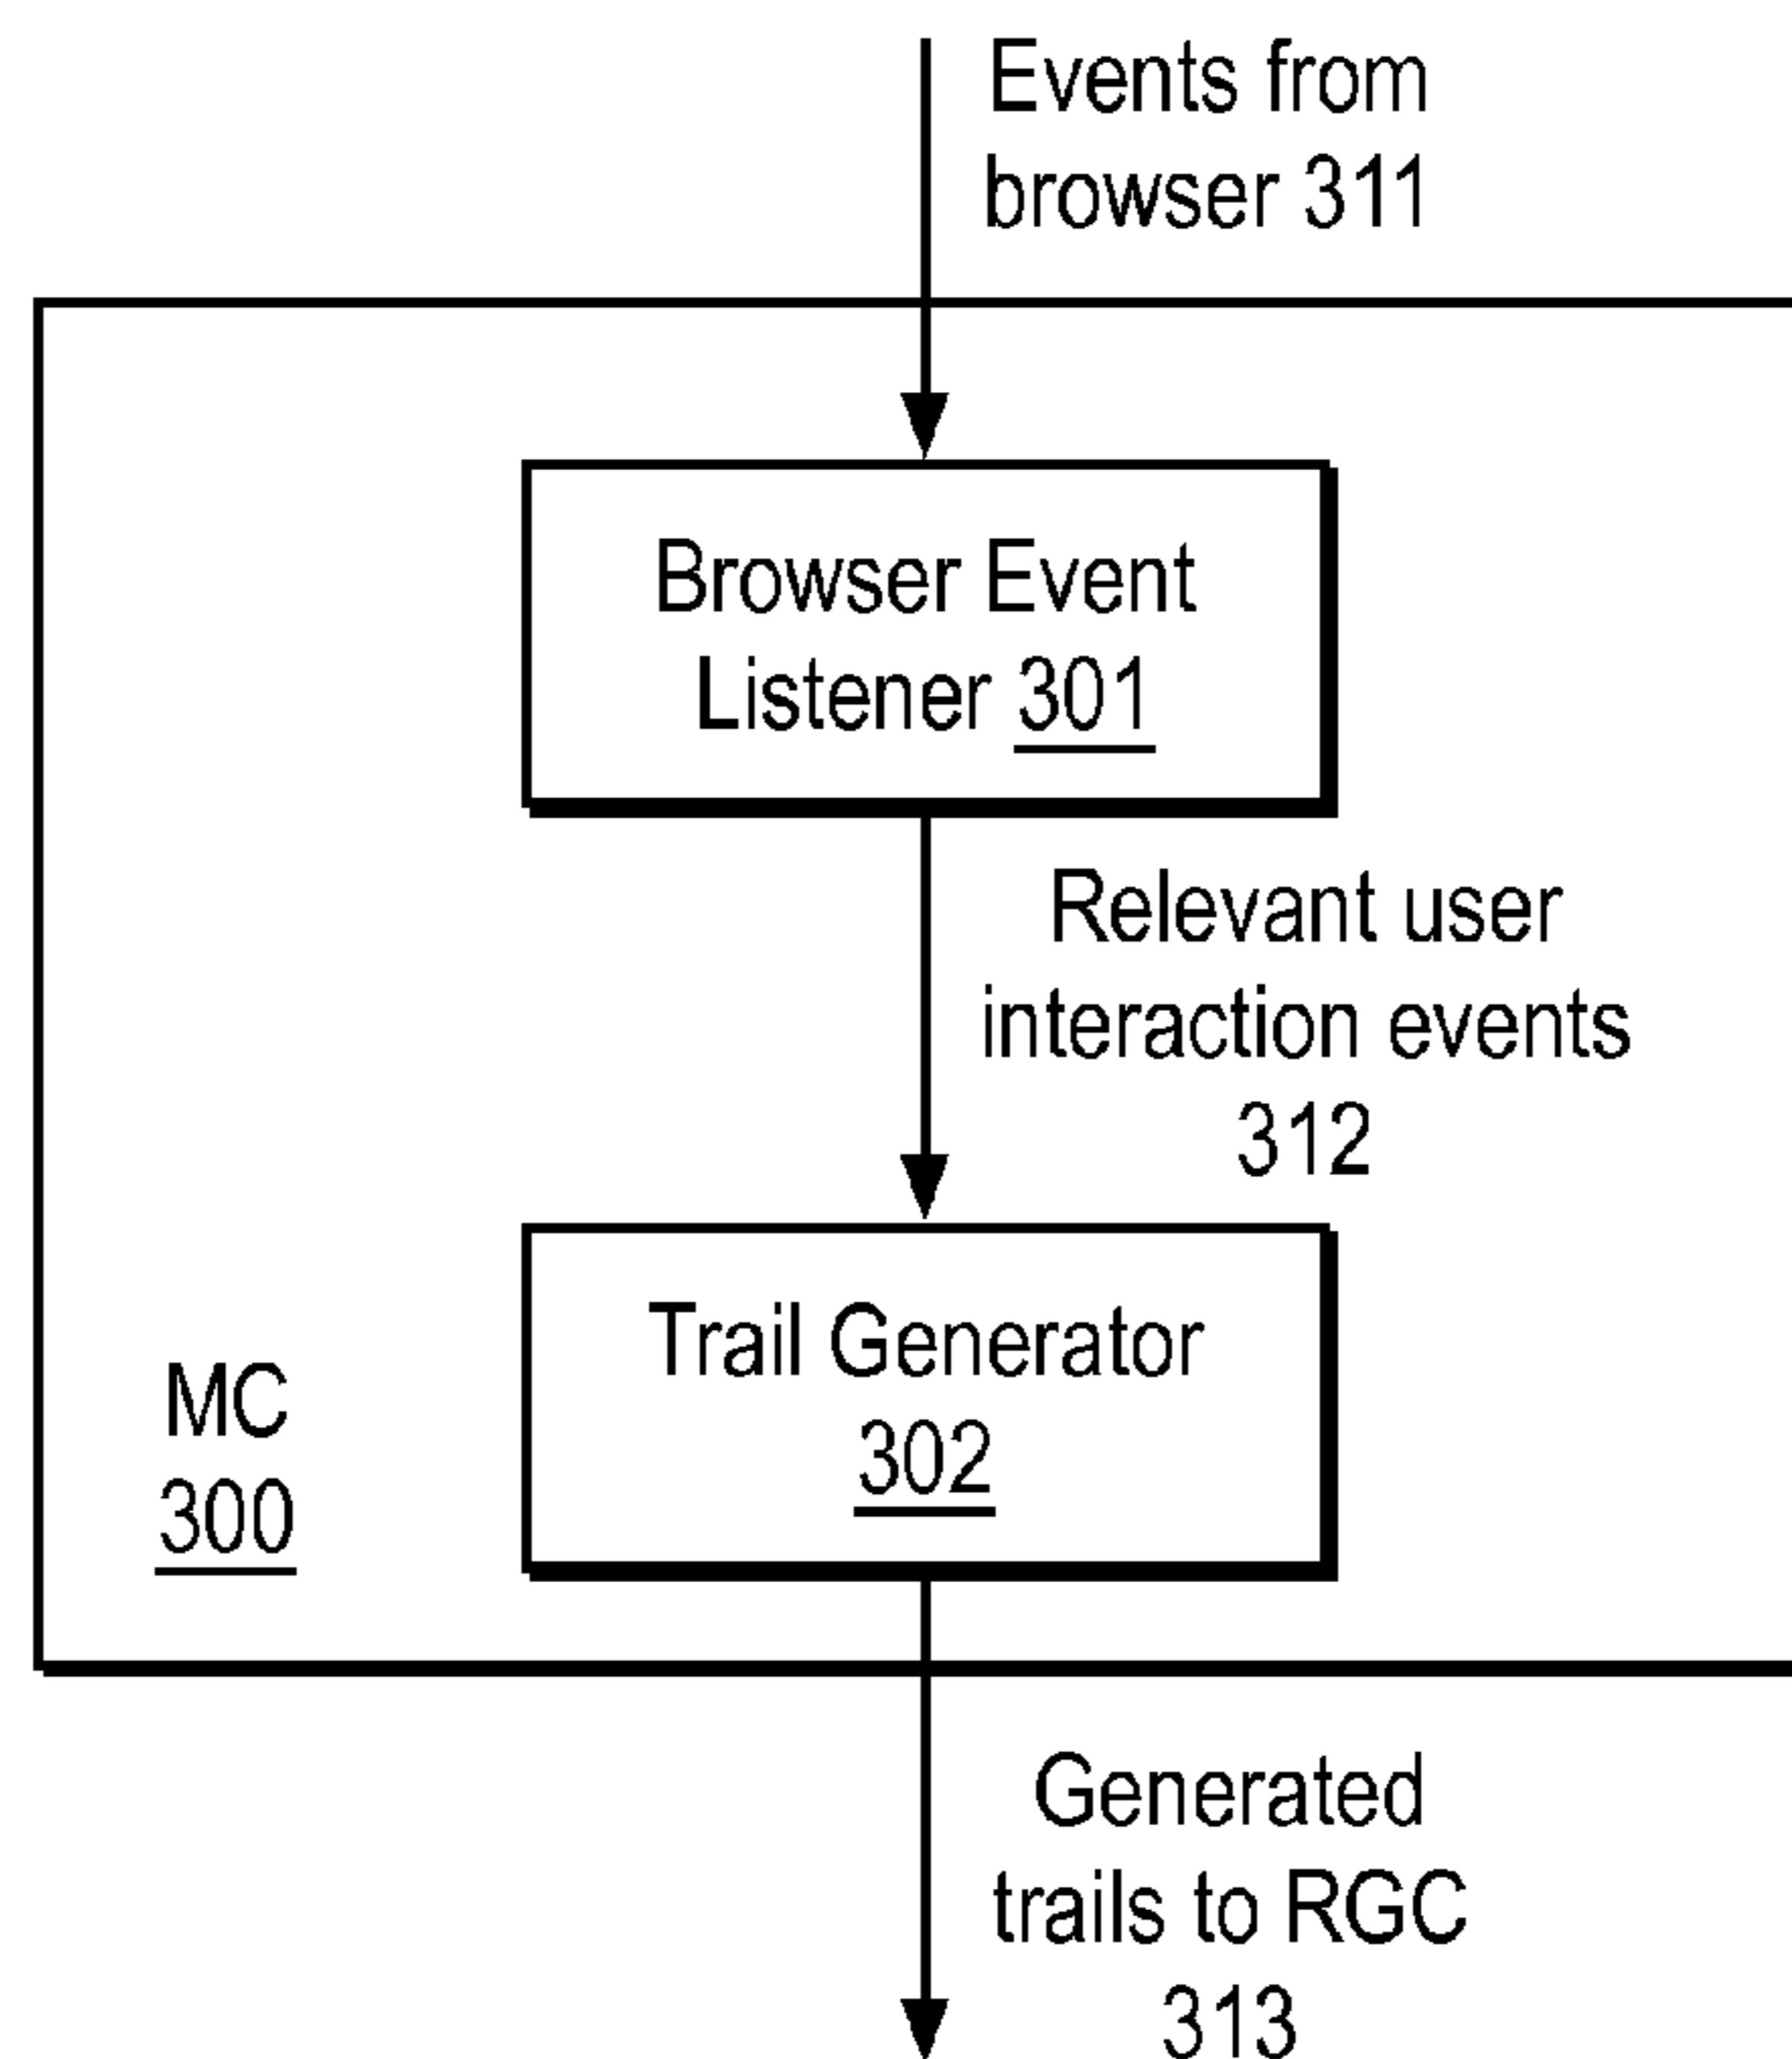 Events from
browser 311
Browser Event
Listener 301
Relevant user
interaction events
312
Trail Generator
302
MC
300
Generated
trails to RGC
313